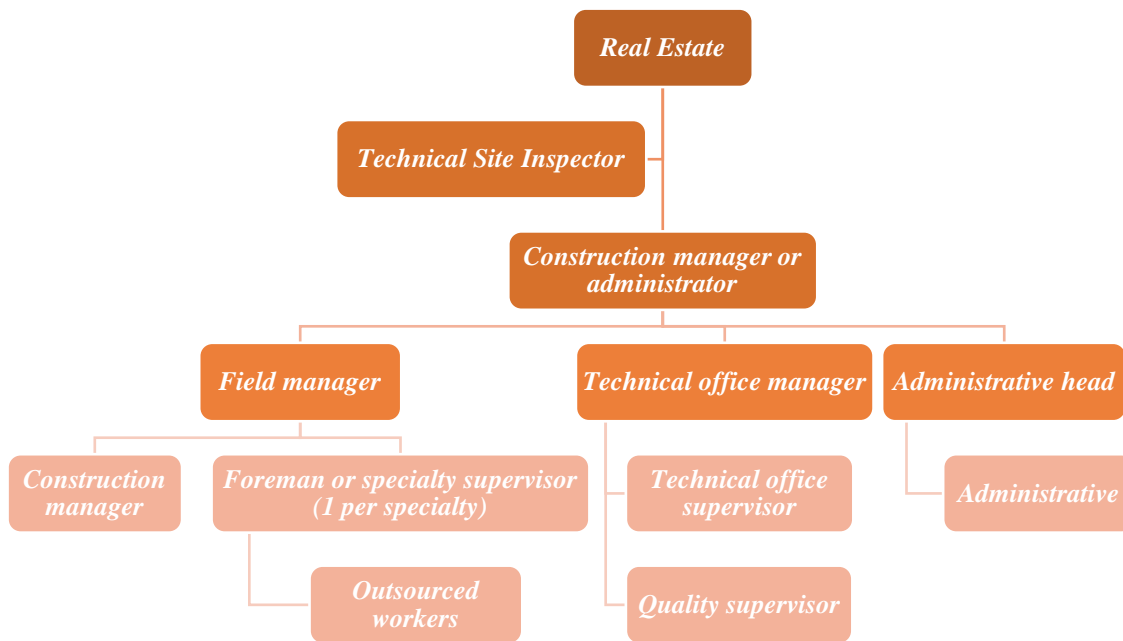 Real Estate
Technical Site Inspector
Construction manager or
administrator
Field manager
Technical office manager
Administrative head
Construction
manager
Foreman or specialty supervisor
(1 per specialty)
Technical office
supervisor
Administrative
Outsourced
workers
Quality supervisor